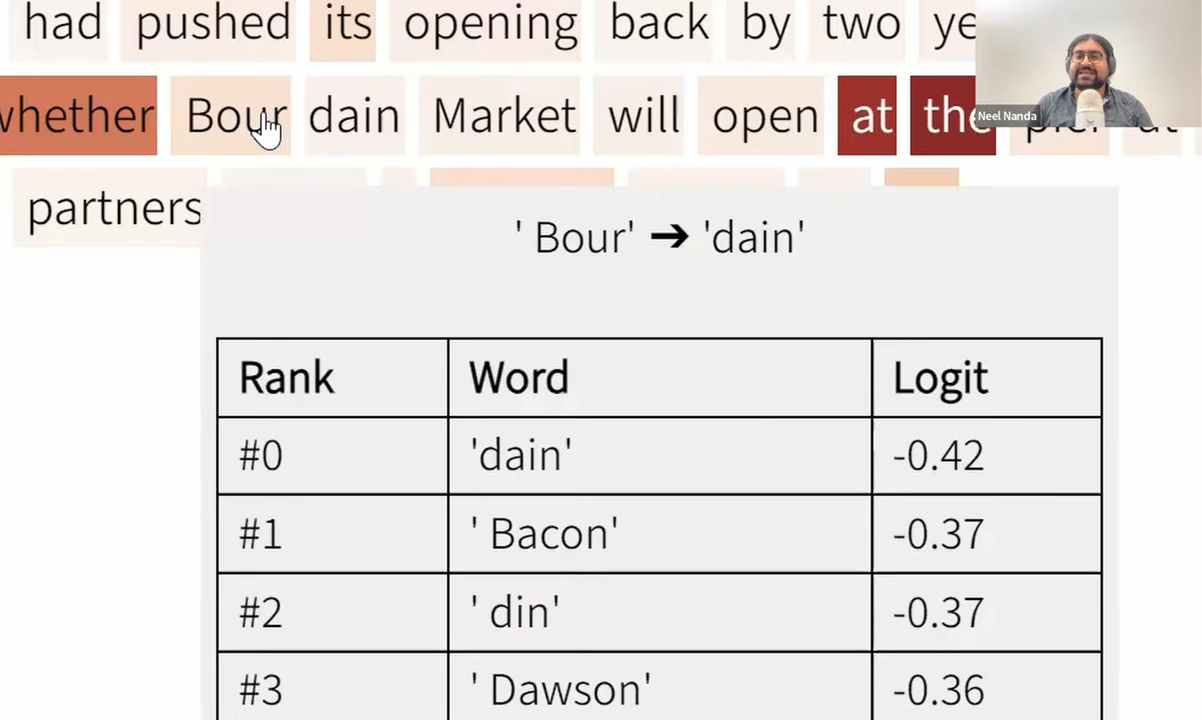 had pushed its opening back by two ye
whether Bour dain Market will open at the
Neel Nanda
partners
' Bour' ➔ 'dain'
Rank Word Logit
#0 'dain' -0.42
#1 ' Bacon' -0.37
#2 ' din' -0.37
#3 ' Dawson' -0.36